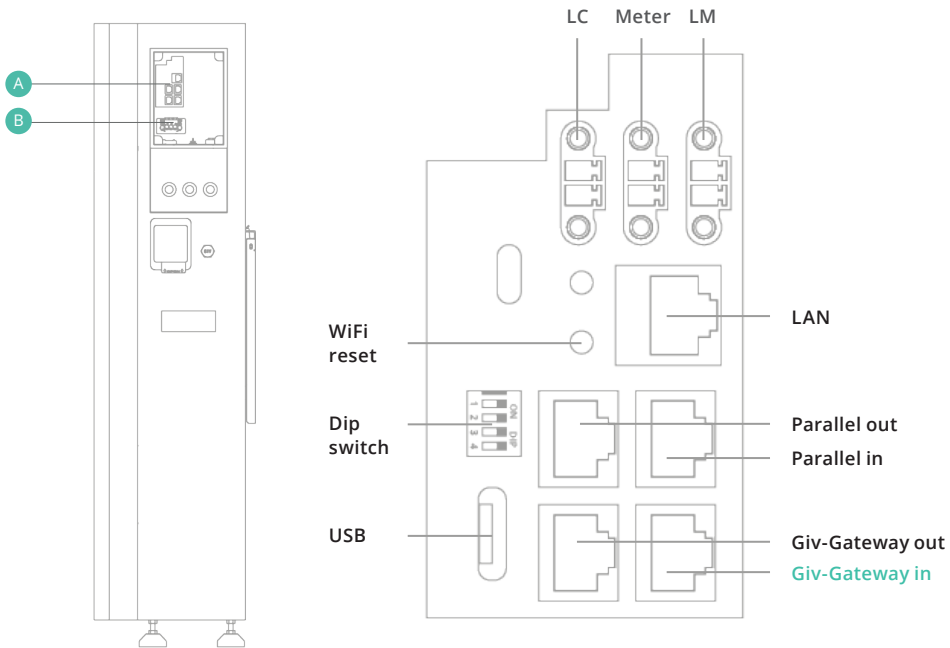 LC Meter LM
A
B
WiFi
reset
LAN
Dip
switch
1
2
3
4
ON
DIP
Parallel out
Parallel in
USB
Giv-Gateway out
Giv-Gateway in